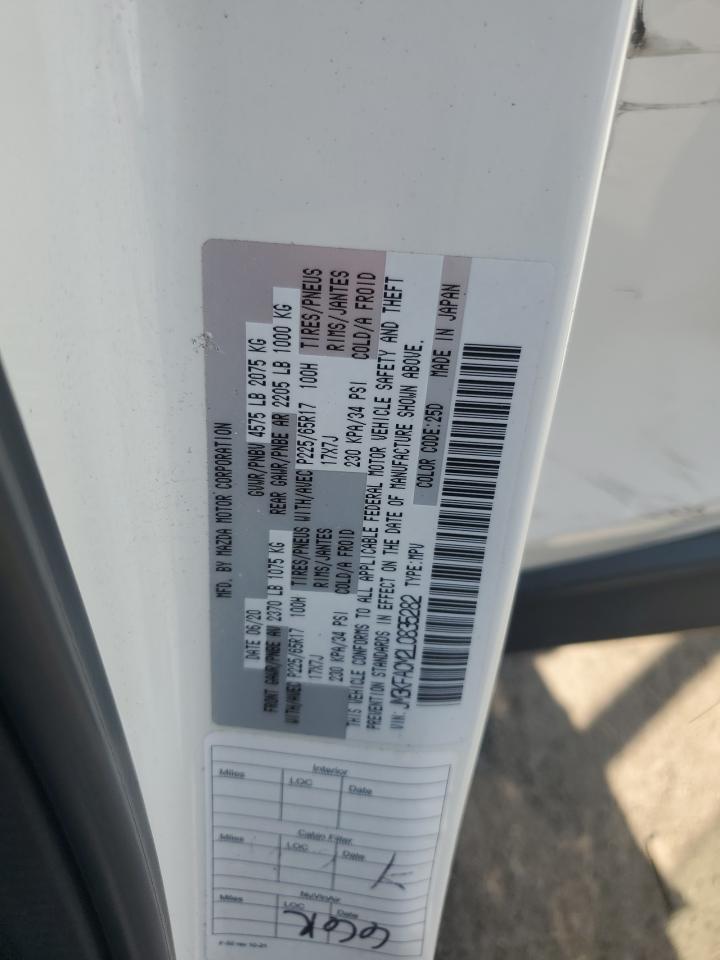 MFD. BY MAZDA MOTOR CORPORATION
DATE 06/20 GVWR/PNBV 4575 LB 2075 KG
FRONT GAWR/PNBE AV 2370 LB 1075 KG REAR GAWR/PNBE AR 2205 LB 1000 KG
WITH/AVEC P225/65R17 100H TIRES/PNEUS WITH/AVEC P225/65R17 100H TIRES/PNEUS
17X7J RIMS/JANTES 17X7J RIMS/JANTES
230 KPA/34 PSI COLD/A FROID 230 KPA/34 PSI COLD/A FROID
THIS VEHICLE CONFORMS TO ALL APPLICABLE FEDERAL MOTOR VEHICLE SAFETY AND THEFT
PREVENTION STANDARDS IN EFFECT ON THE DATE OF MANUFACTURE SHOWN ABOVE.
VIN: JM3KFACMXL0835282 TYPE:MPV COLOR CODE:25D MADE IN JAPAN
Interior
Miles LOC Date
Cabin Filter
Miles LOC Date
NuVinAir
Miles LOC Date
66K